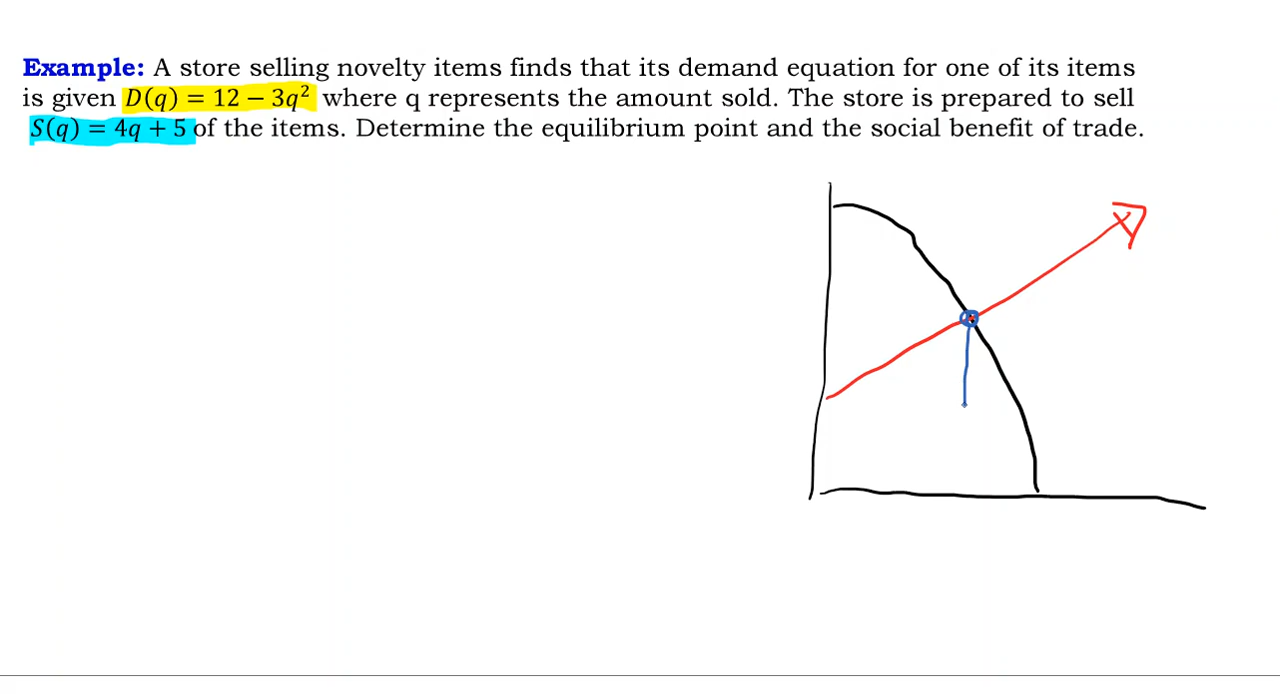 Example: A store selling novelty items finds that its demand equation for one of its items
is given D(q) = 12 − 3q² where q represents the amount sold. The store is prepared to sell
S(q) = 4q + 5 of the items. Determine the equilibrium point and the social benefit of trade.